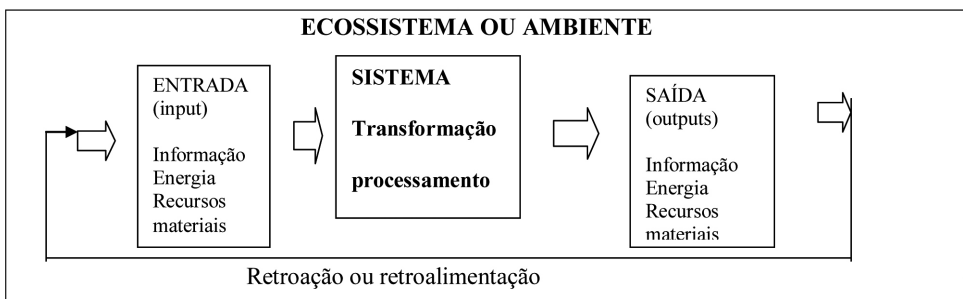 ECOSSISTEMA OU AMBIENTE
ENTRADA
(input)
Informação
Energia
Recursos
materiais
SISTEMA
Transformação
processamento
SAÍDA
(outputs)
Informação
Energia
Recursos
materiais
Retroação ou retroalimentação